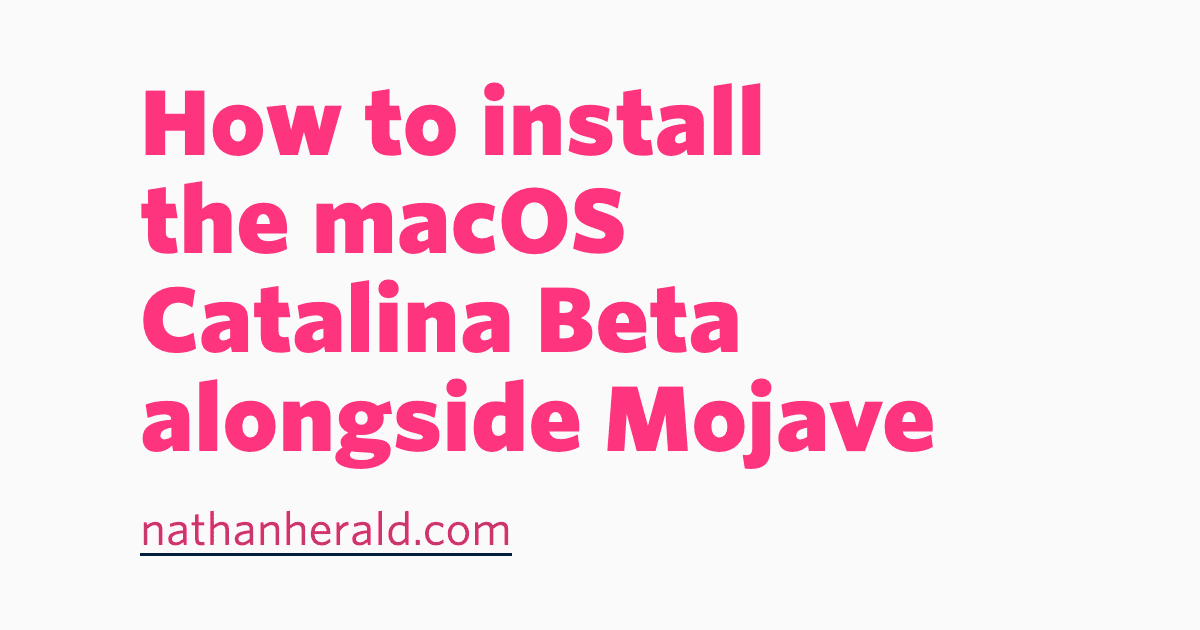 How to install
the macOS
Catalina Beta
alongside Mojave
nathanherald.com